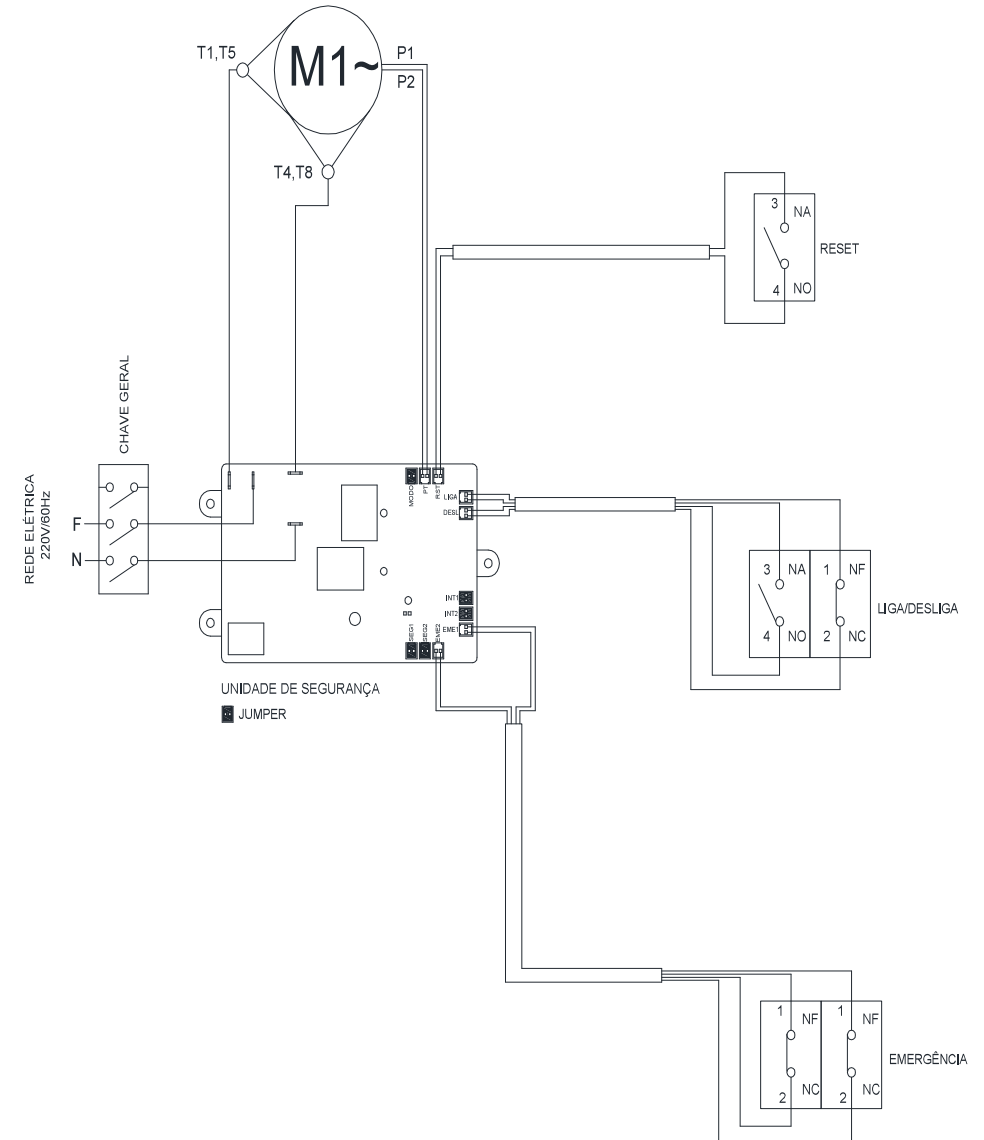 T1,T5
M1~
P1
P2
T4,T8
3
NA
4
NO
RESET
CHAVE GERAL
REDE ELÉTRICA
220V/60Hz
F
N
MODO
PT
RST
LIGA
DESL
INT1
INT2
EME1
SEG1
SEG2
EME2
3
NA
4
NO
1
NF
2
NC
LIGA/DESLIGA
UNIDADE DE SEGURANÇA
JUMPER
1
NF
NC
2
1
NF
NC
2
EMERGÊNCIA